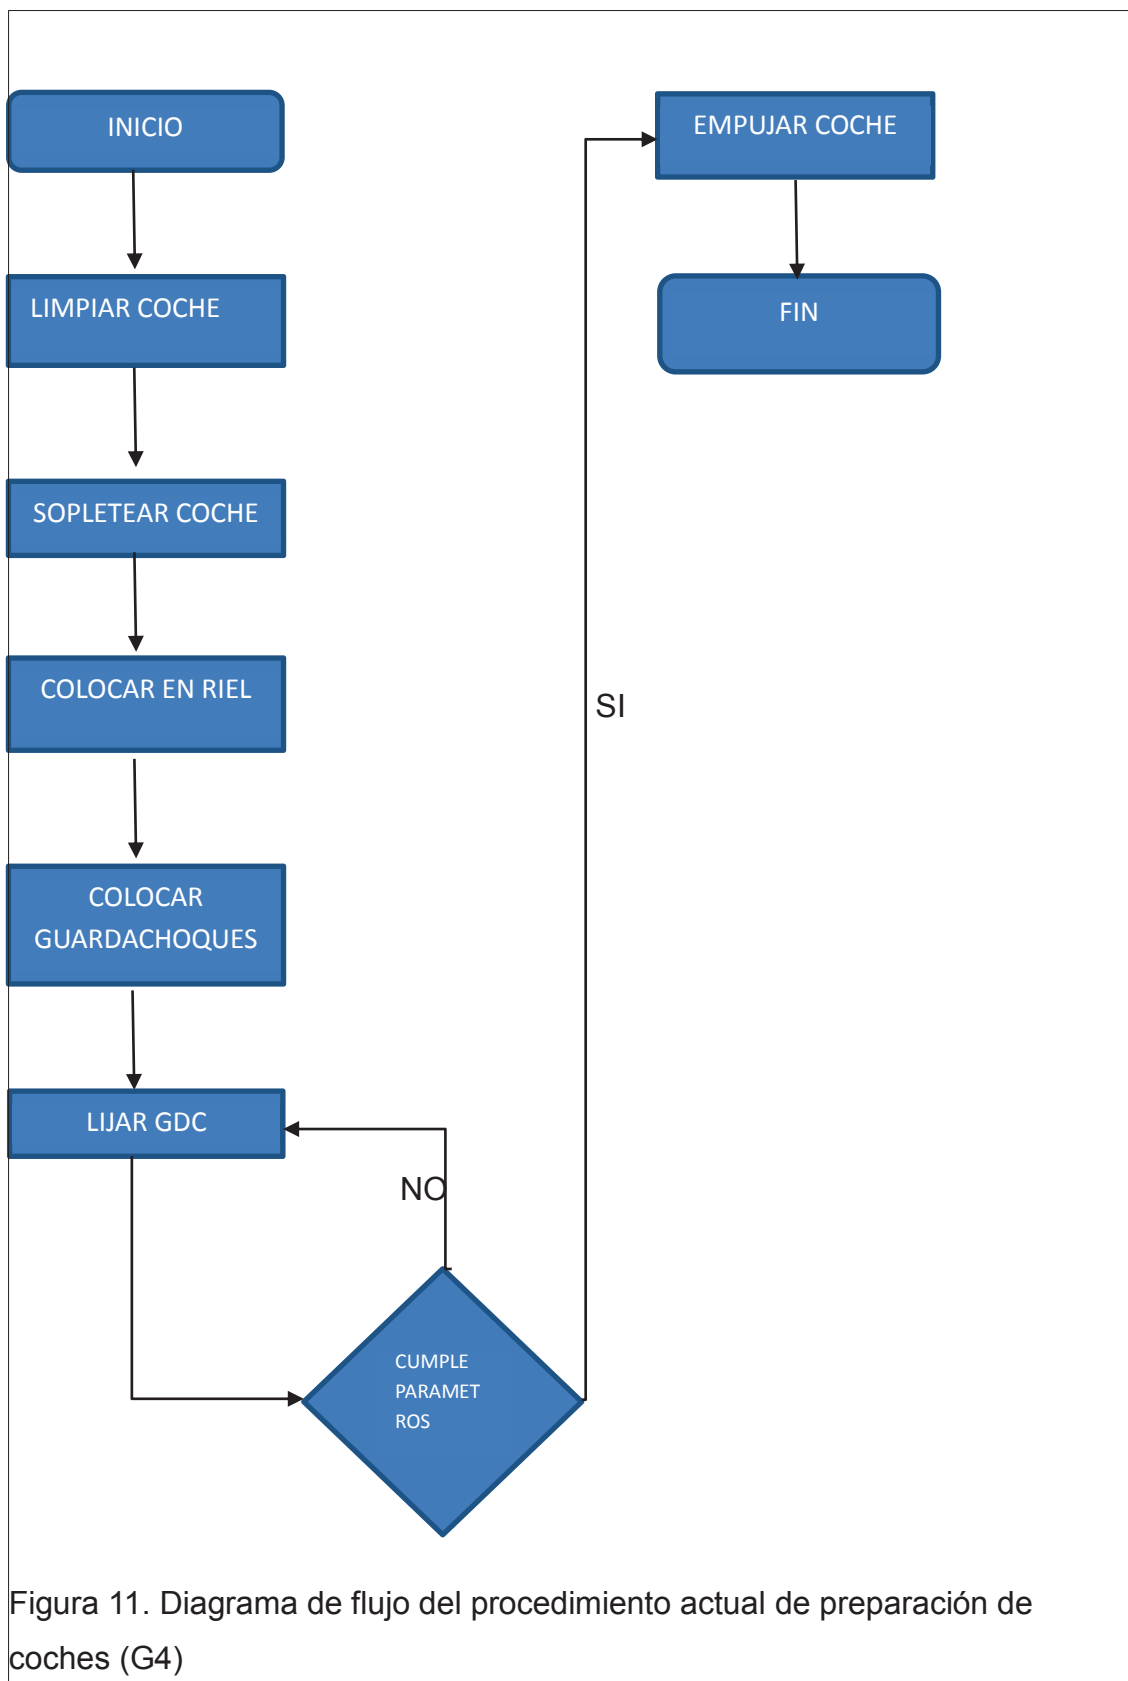 INICIO
LIMPIAR COCHE
SOPLETEAR COCHE
COLOCAR EN RIEL
COLOCAR
GUARDACHOQUES
LIJAR GDC
NO
CUMPLE
PARAMET
ROS
SI
EMPUJAR COCHE
FIN
Figura 11. Diagrama de flujo del procedimiento actual de preparación de
coches (G4)